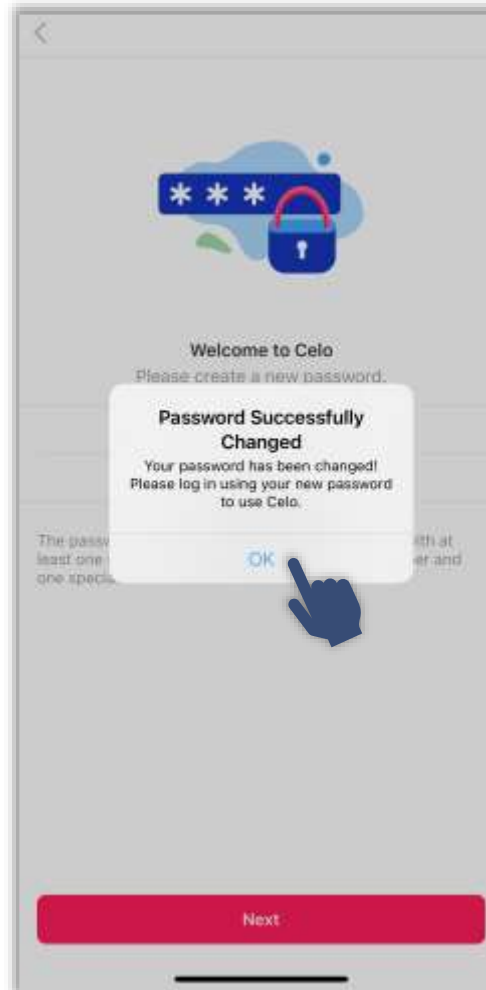 * * *
Welcome to Celo
Please create a new password.
Password Successfully
Changed
Your password has been changed!
Please log in using your new password
to use Celo.
The passw ith at
least one er and
one specia
OK
Next